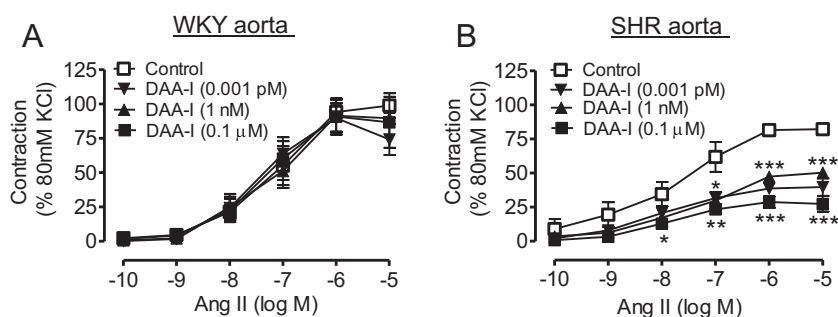 A
WKY aorta
Control
DAA-I (0.001 pM)
DAA-I (1 nM)
DAA-I (0.1 μM)
Contraction
(% 80mM KCl)
125
100
75
50
25
0
-10 -9 -8 -7 -6 -5
Ang II (log M)
B
SHR aorta
Control
DAA-I (0.001 pM)
DAA-I (1 nM)
DAA-I (0.1 μM)
Contraction
(% 80mM KCl)
125
100
75
50
25
0
*** ***
*
* ** *** ***
-10 -9 -8 -7 -6 -5
Ang II (log M)